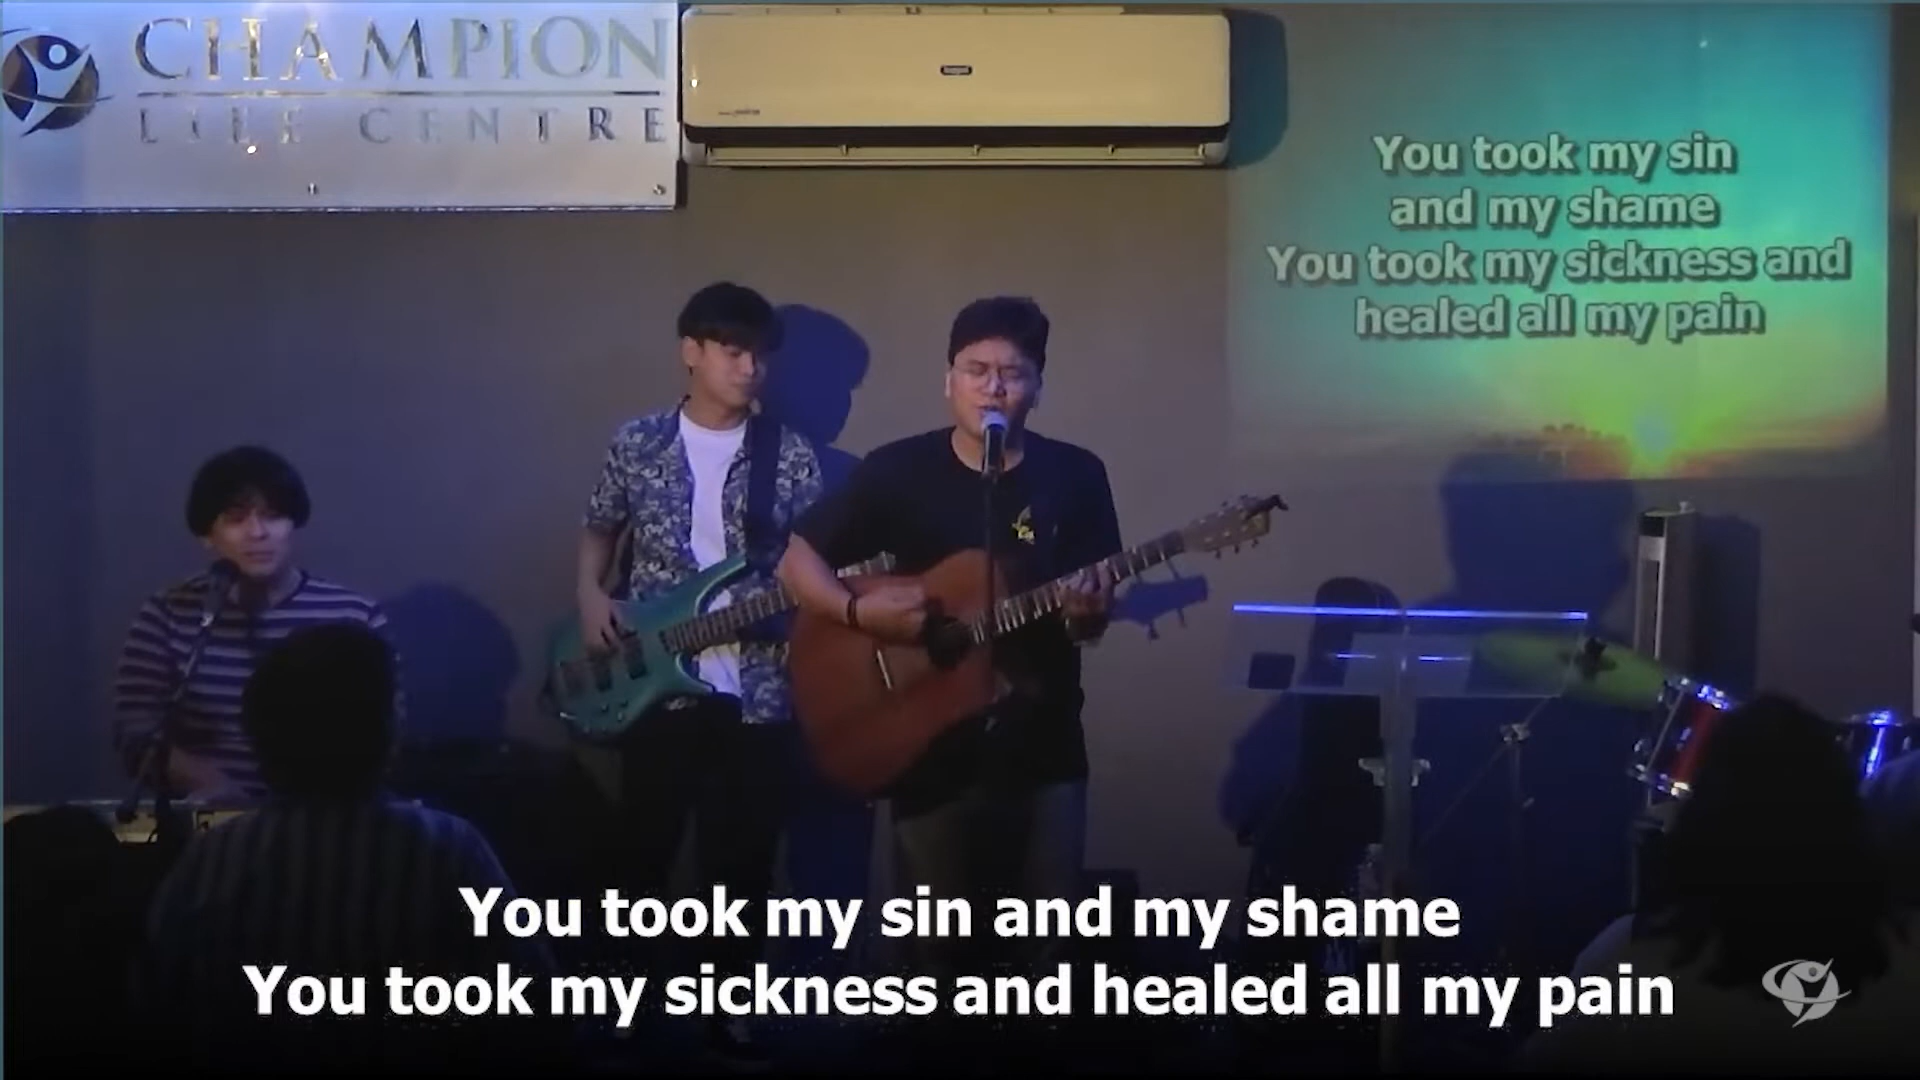 CHAMPION
LIFE CENTRE
You took my sin
and my shame
You took my sickness and
healed all my pain
You took my sin and my shame
You took my sickness and healed all my pain